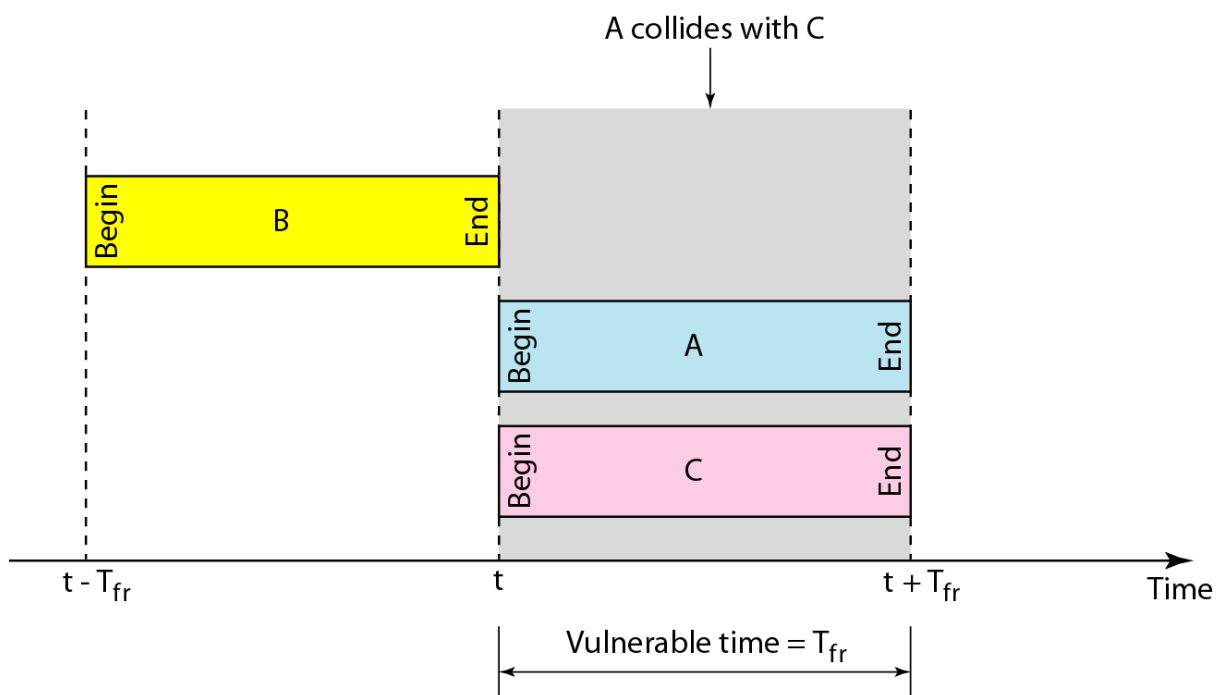 A collides with C
Begin
B
End
Begin
A
End
Begin
C
End
t - Tfr
t
t + Tfr
Time
Vulnerable time = Tfr